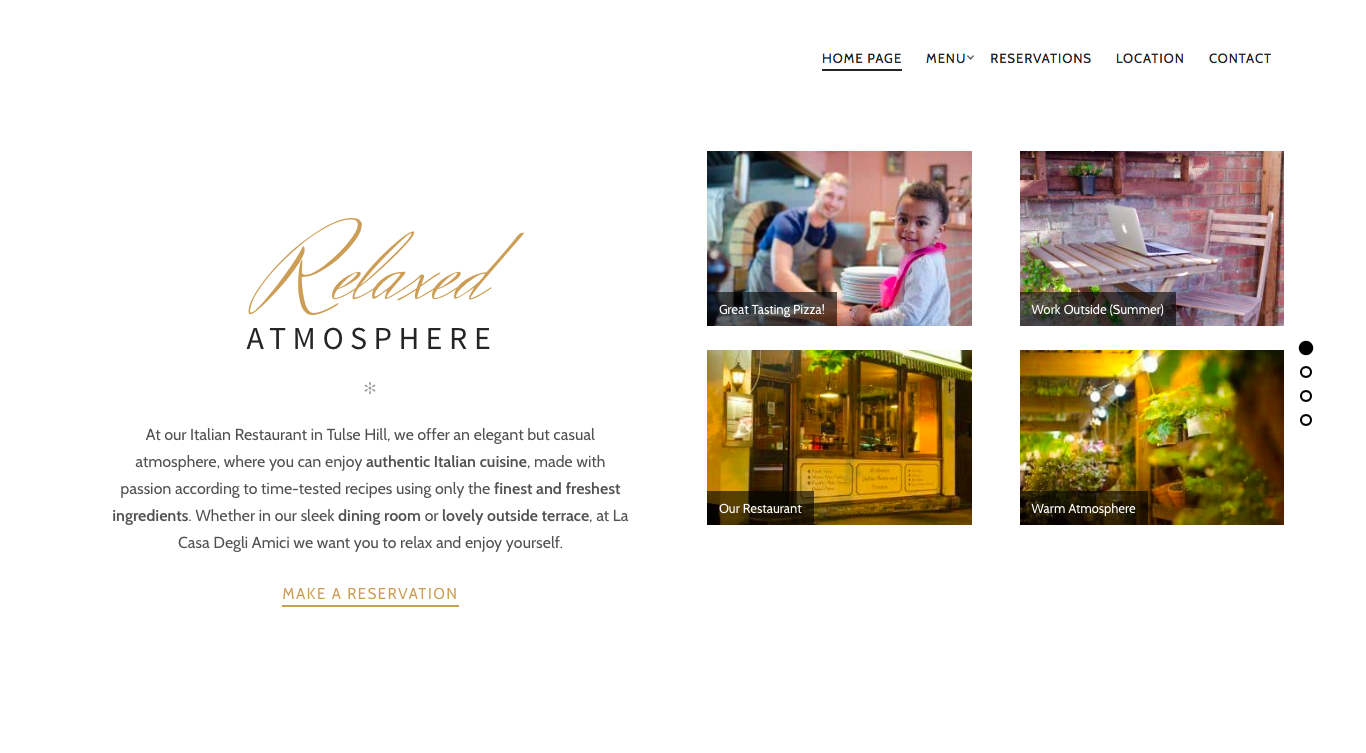 HOME PAGE MENU RESERVATIONS LOCATION CONTACT
Relaxed
ATMOSPHERE
At our Italian Restaurant in Tulse Hill, we offer an elegant but casual
atmosphere, where you can enjoy authentic Italian cuisine, made with
passion according to time-tested recipes using only the finest and freshest
ingredients. Whether in our sleek dining room or lovely outside terrace, at La
Casa Degli Amici we want you to relax and enjoy yourself.
MAKE A RESERVATION
Great Tasting Pizza!
Work Outside (Summer)
Our Restaurant
Warm Atmosphere